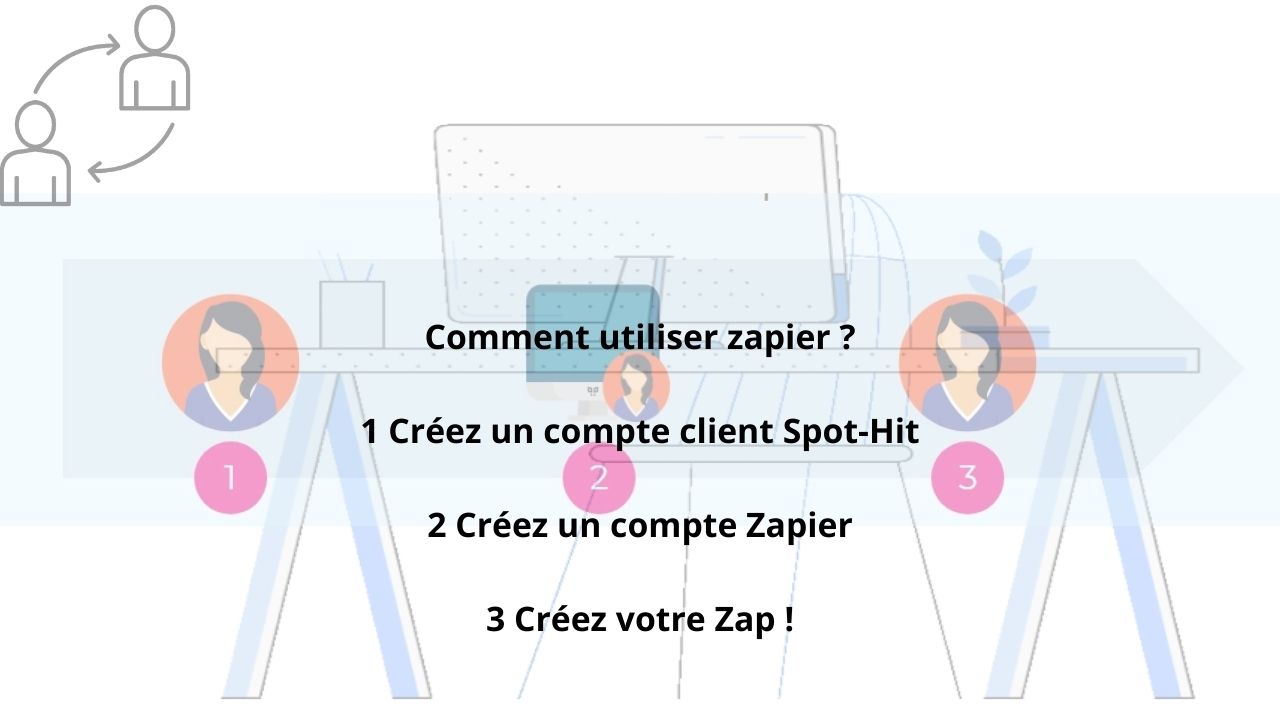 Comment utiliser zapier ?
1 Créez un compte client Spot-Hit
1 2 3
2 Créez un compte Zapier
3 Créez votre Zap !